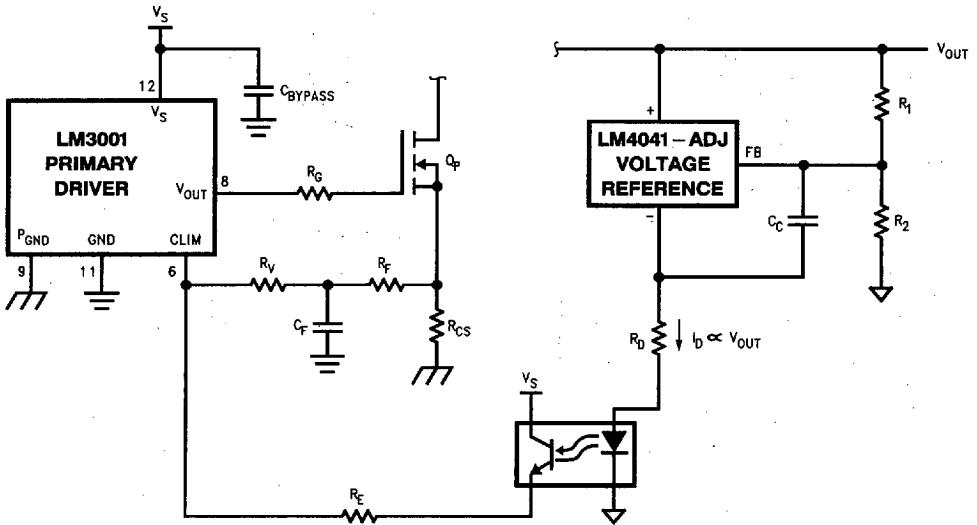 V_S
12
V_S
C_BYPASS
LM3001
PRIMARY
DRIVER
V_OUT
8
R_G
Q_P
P_GND
GND
CLIM
9
11
6
R_V
R_F
C_F
R_CS
R_E
V_OUT
+
LM4041-ADJ
VOLTAGE
REFERENCE
FB
−
R_1
C_C
R_2
R_D
I_D ∝ V_OUT
V_S